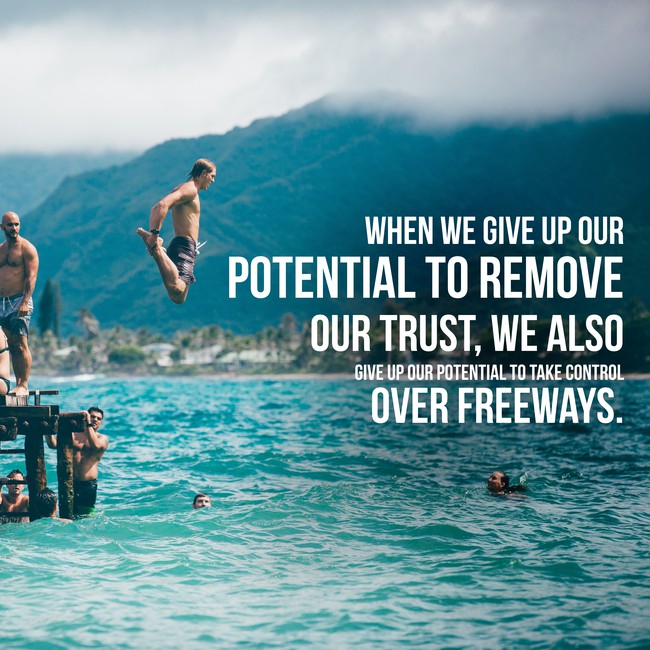 WHEN WE GIVE UP OUR
POTENTIAL TO REMOVE
OUR TRUST, WE ALSO
GIVE UP OUR POTENTIAL TO TAKE CONTROL
OVER FREEWAYS.